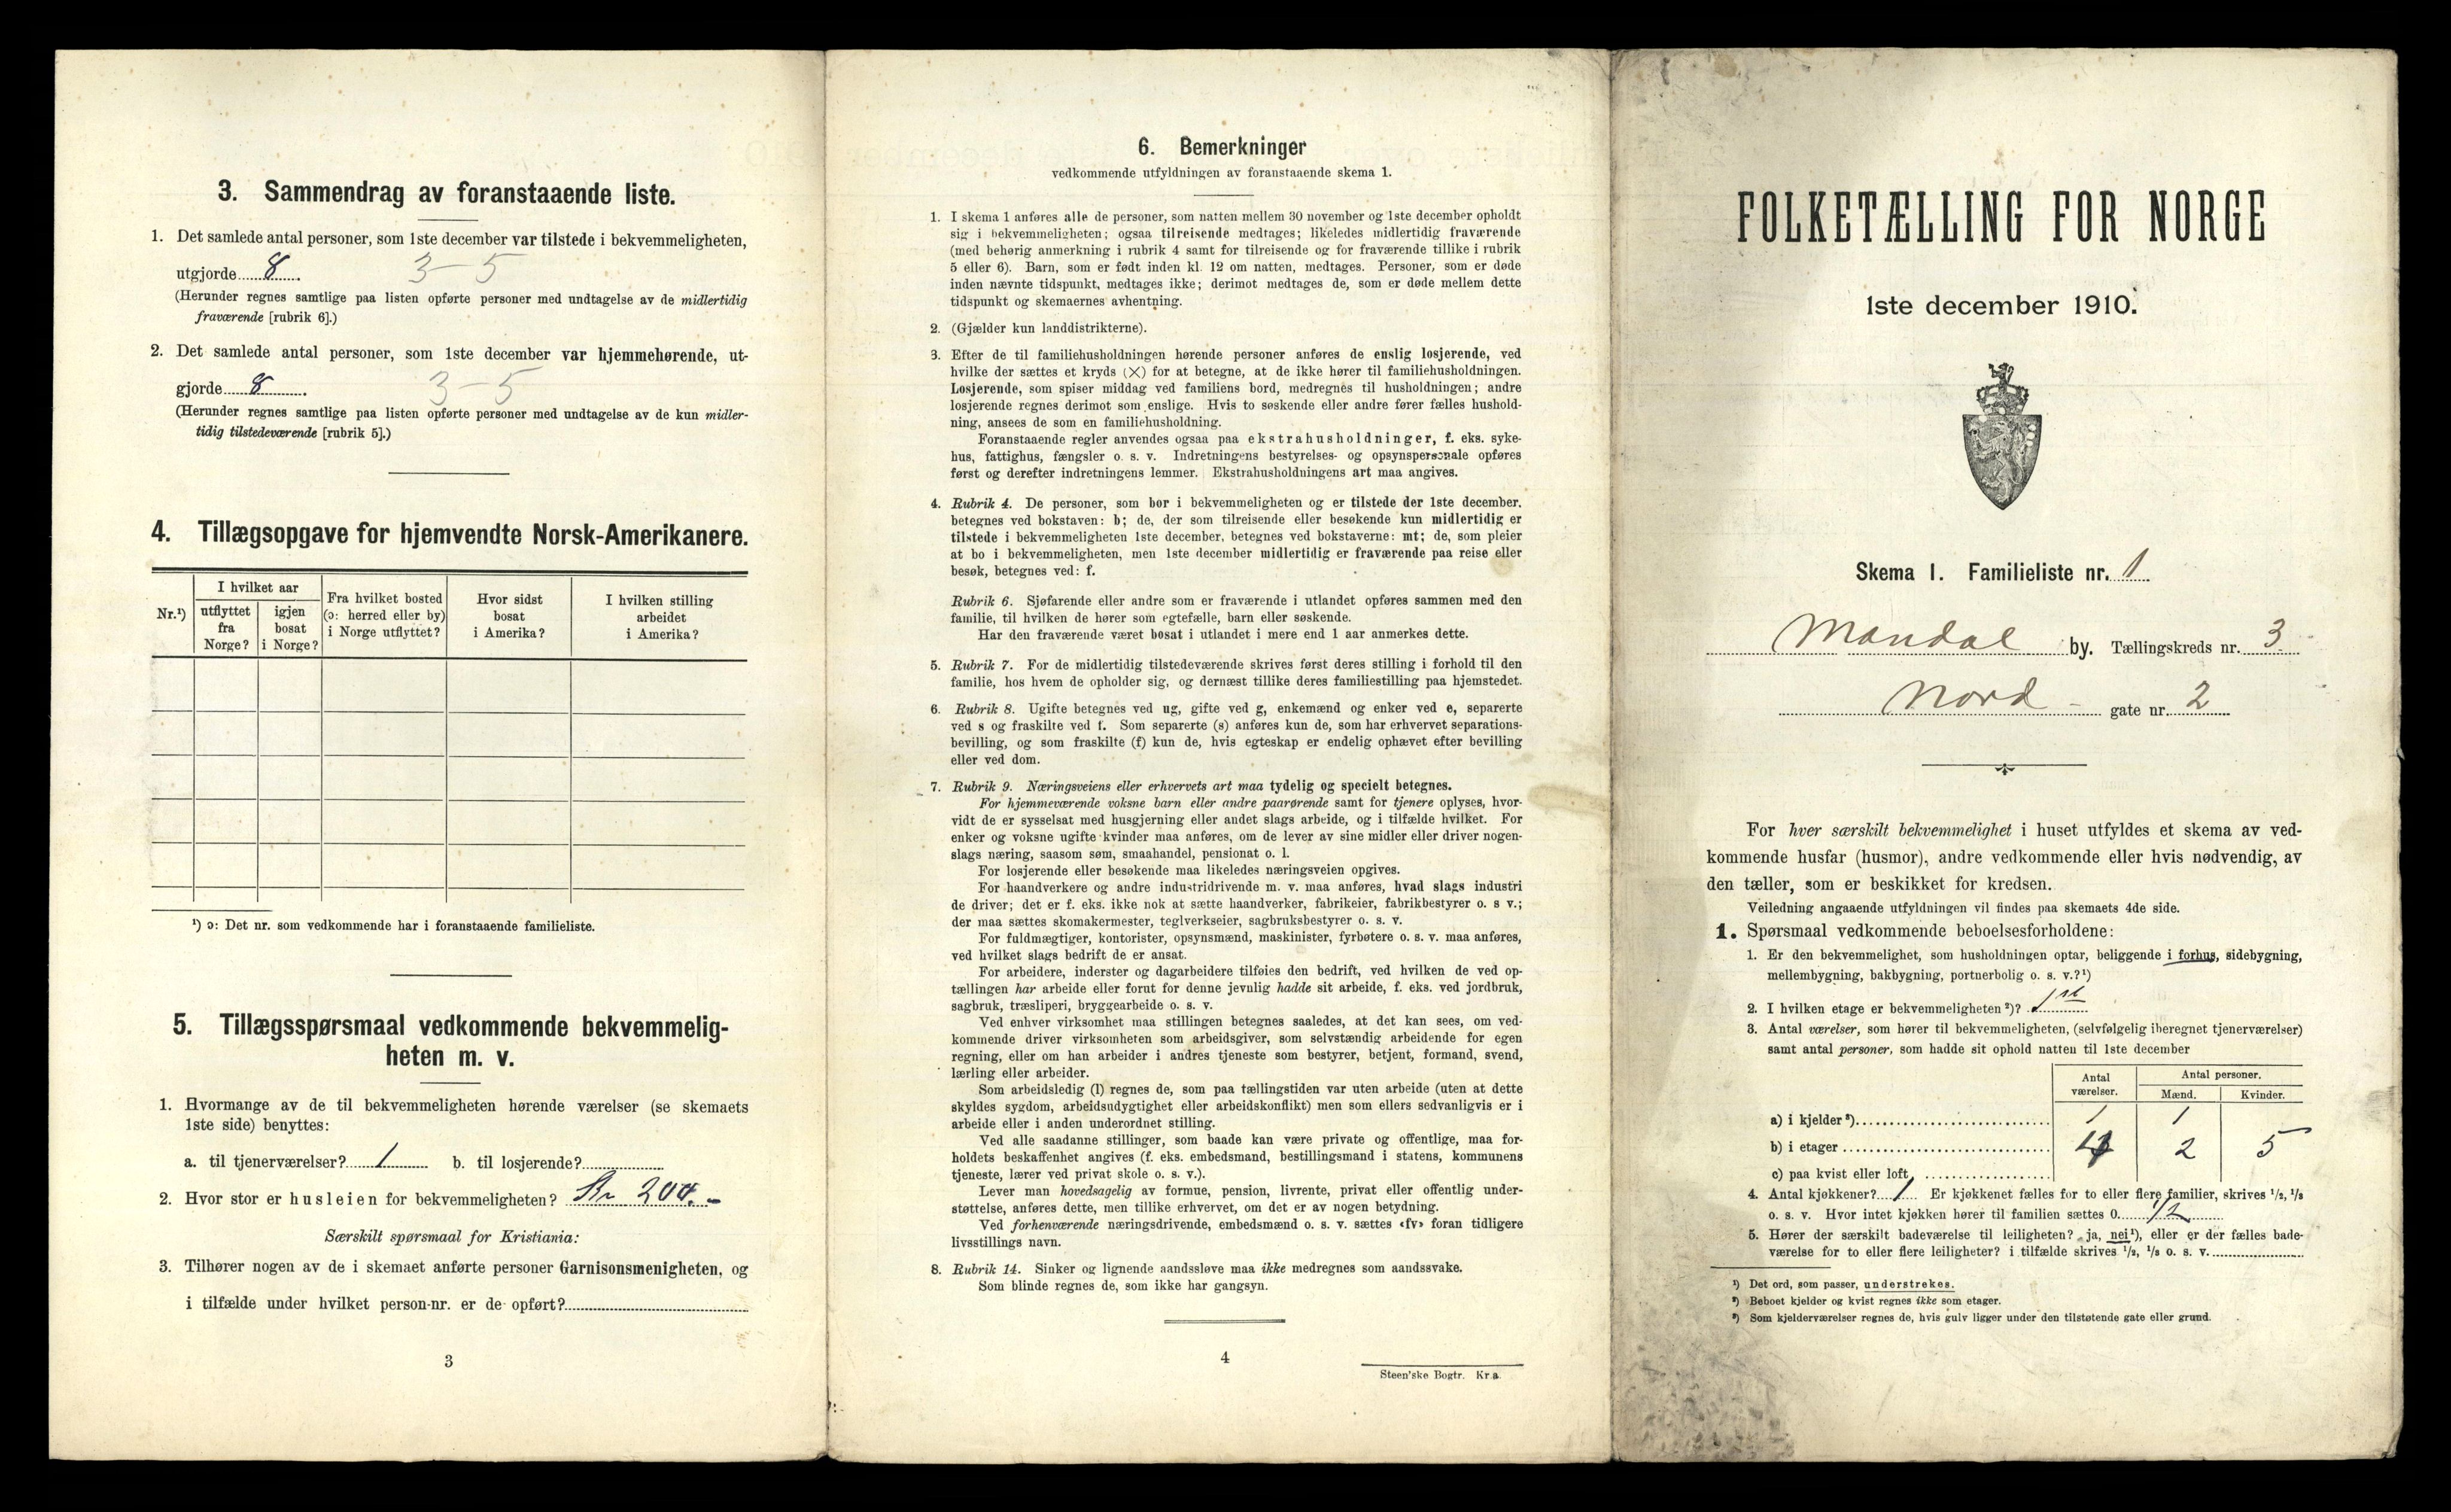 3. Sammendrag av foranstaaende liste.
1. Det samlede antal personer, som 1ste december var tilstede i bekvemmeligheten,
utgjorde 8. 3-5
(Herunder regnes samtlige paa listen opførte personer med undtagelse av de midlertidig
fraværende [rubrik 6].)
2. Det samlede antal personer, som 1ste december var hjemmehørende, ut-
gjorde 8. 3-5
(Herunder regnes samtlige paa listen opførte personer med undtagelse av de kun midler-
tidig tilstedeværende [rubrik 5].)
4. Tillægsopgave for hjemvendte Norsk-Amerikanere.
Nr.¹)
I hvilket aar
utflyttet fra Norge?
igjen bosat i Norge?
Fra hvilket bosted (ɔ: herred eller by) i Norge utflyttet?
Hvor sidst bosat i Amerika?
I hvilken stilling arbeidet i Amerika?
¹) ɔ: Det nr. som vedkommende har i foranstaaende familieliste.
5. Tillægsspørsmaal vedkommende bekvemmelig-
heten m. v.
1. Hvormange av de til bekvemmeligheten hørende værelser (se skemaets
1ste side) benyttes:
a. til tjenerværelser? 1 b. til losjerende?
2. Hvor stor er husleien for bekvemmeligheten? Kr 200.-
Særskilt spørsmaal for Kristiania:
3. Tilhører nogen av de i skemaet anførte personer Garnisonsmenigheten, og
i tilfælde under hvilket person-nr. er de opført?
3
6. Bemerkninger
vedkommende utfyldningen av foranstaaende skema 1.
1. I skema 1 anføres alle de personer, som natten mellem 30 november og 1ste december opholdt
sig i bekvemmeligheten; ogsaa tilreisende medtages; likeledes midlertidig fraværende
(med behørig anmerkning i rubrik 4 samt for tilreisende og for fraværende tillike i rubrik
5 eller 6). Barn, som er født inden kl. 12 om natten, medtages. Personer, som er døde
inden nævnte tidspunkt, medtages ikke; derimot medtages de, som er døde mellem dette
tidspunkt og skemaernes avhentning.
2. (Gjælder kun landdistrikterne).
3. Efter de til familiehusholdningen hørende personer anføres de enslig losjerende, ved
hvilke der sættes et kryds (×) for at betegne, at de ikke hører til familiehusholdningen.
Losjerende, som spiser middag ved familiens bord, medregnes til husholdningen; andre
losjerende regnes derimot som enslige. Hvis to søskende eller andre fører fælles hushold-
ning, ansees de som en familiehusholdning.
Foranstaaende regler anvendes ogsaa paa ekstrahusholdninger, f. eks. syke-
hus, fattighus, fængsler o. s. v. Indretningens bestyrelses- og opsynspersonale opføres
først og derefter indretningens lemmer. Ekstrahusholdningens art maa angives.
4. Rubrik 4. De personer, som bor i bekvemmeligheten og er tilstede der 1ste december,
betegnes ved bokstaven: b; de, der som tilreisende eller besøkende kun midlertidig er
tilstede i bekvemmeligheten 1ste december, betegnes ved bokstaverne: mt; de, som pleier
at bo i bekvemmeligheten, men 1ste december midlertidig er fraværende paa reise eller
besøk, betegnes ved: f.
Rubrik 6. Sjøfarende eller andre som er fraværende i utlandet opføres sammen med den
familie, til hvilken de hører som egtefælle, barn eller søskende.
Har den fraværende været bosat i utlandet i mere end 1 aar anmerkes dette.
5. Rubrik 7. For de midlertidig tilstedeværende skrives først deres stilling i forhold til den
familie, hos hvem de opholder sig, og dernæst tillike deres familiestilling paa hjemstedet.
6. Rubrik 8. Ugifte betegnes ved ug, gifte ved g, enkemænd og enker ved e, separerte
ved s og fraskilte ved f. Som separerte (s) anføres kun de, som har erhvervet separations-
bevilling, og som fraskilte (f) kun de, hvis egteskap er endelig ophævet efter bevilling
eller ved dom.
7. Rubrik 9. Næringsveiens eller erhvervets art maa tydelig og specielt betegnes.
For hjemmeværende voksne barn eller andre paarørende samt for tjenere oplyses, hvor-
vidt de er sysselsat med husgjerning eller andet slags arbeide, og i tilfælde hvilket. For
enker og voksne ugifte kvinder maa anføres, om de lever av sine midler eller driver nogen-
slags næring, saasom søm, smaahandel, pensionat o. l.
For losjerende eller besøkende maa likeledes næringsveien opgives.
For haandverkere og andre industridrivende m. v. maa anføres, hvad slags industri
de driver; det er f. eks. ikke nok at sætte haandverker, fabrikeier, fabrikbestyrer o. s v.;
der maa sættes skomakermester, teglverkseier, sagbruksbestyrer o. s. v.
For fuldmægtiger, kontorister, opsynsmænd, maskinister, fyrbøtere o. s. v. maa anføres,
ved hvilket slags bedrift de er ansat.
For arbeidere, inderster og dagarbeidere tilføies den bedrift, ved hvilken de ved op-
tællingen har arbeide eller forut for denne jevnlig hadde sit arbeide, f. eks. ved jordbruk,
sagbruk, træsliperi, bryggearbeide o. s. v.
Ved enhver virksomhet maa stillingen betegnes saaledes, at det kan sees, om ved-
kommende driver virksomheten som arbeidsgiver, som selvstændig arbeidende for egen
regning, eller om han arbeider i andres tjeneste som bestyrer, betjent, formand, svend,
lærling eller arbeider.
Som arbeidsledig (l) regnes de, som paa tællingstiden var uten arbeide (uten at dette
skyldes sygdom, arbeidsudygtighet eller arbeidskonflikt) men som ellers sedvanligvis er i
arbeide eller i anden underordnet stilling.
Ved alle saadanne stillinger, som baade kan være private og offentlige, maa for-
holdets beskaffenhet angives (f. eks. embedsmand, bestillingsmand i statens, kommunens
tjeneste, lærer ved privat skole o. s. v.).
Lever man hovedsagelig av formue, pension, livrente, privat eller offentlig under-
støttelse, anføres dette, men tillike erhvervet, om det er av nogen betydning.
Ved forhenværende næringsdrivende, embedsmænd o. s. v. sættes «fv» foran tidligere
livsstillings navn.
8. Rubrik 14. Sinker og lignende aandssløve maa ikke medregnes som aandssvake.
Som blinde regnes de, som ikke har gangsyn.
4
Steen'ske Bogtr. Kr.a.
FOLKETÆLLING FOR NORGE
1ste december 1910.
Skema 1. Familieliste nr. 1
Mandal by. Tællingskreds nr. 3
Nord- gate nr. 2
For hver særskilt bekvemmelighet i huset utfyldes et skema av ved-
kommende husfar (husmor), andre vedkommende eller hvis nødvendig, av
den tæller, som er beskikket for kredsen.
Veiledning angaaende utfyldningen vil findes paa skemaets 4de side.
1. Spørsmaal vedkommende beboelsesforholdene:
1. Er den bekvemmelighet, som husholdningen optar, beliggende i forhus, sidebygning,
mellembygning, bakbygning, portnerbolig o. s. v.?¹)
2. I hvilken etage er bekvemmeligheten²)? 1st
3. Antal værelser, som hører til bekvemmeligheten, (selvfølgelig iberegnet tjenerværelser)
samt antal personer, som hadde sit ophold natten til 1ste december
Antal værelser.
Antal personer.
Mænd. Kvinder.
a) i kjelder³) 1 1
b) i etager 4 2 5
c) paa kvist eller loft
4. Antal kjøkkener? 1 Er kjøkkenet fælles for to eller flere familier, skrives 1/2, 1/3
o. s. v. Hvor intet kjøkken hører til familien sættes 0. 1/2
5. Hører der særskilt badeværelse til leiligheten? ja, nei¹), eller er der fælles bade-
værelse for to eller flere leiligheter? i tilfælde skrives 1/2, 1/3 o. s. v.
¹) Det ord, som passer, understrekes.
²) Beboet kjelder og kvist regnes ikke som etager.
³) Som kjelderværelser regnes de, hvis gulv ligger under den tilstøtende gate eller grund.